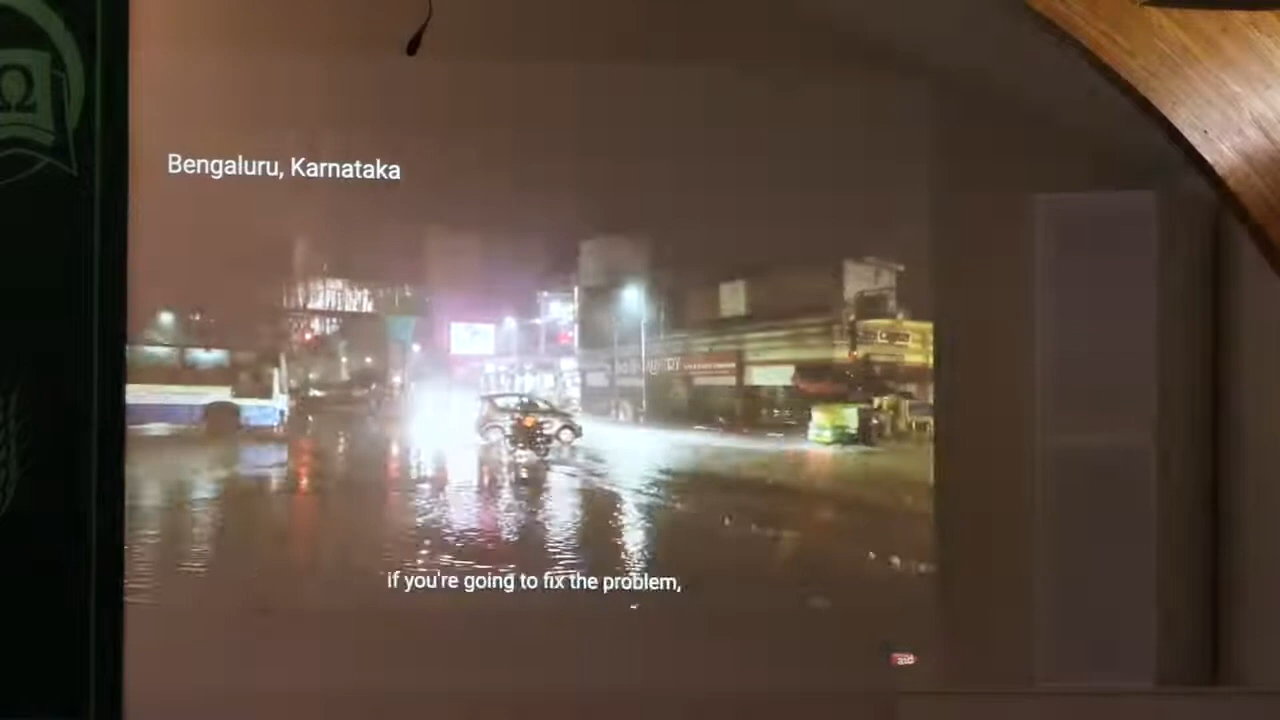 Ω
Bengaluru, Karnataka
if you're going to fix the problem,